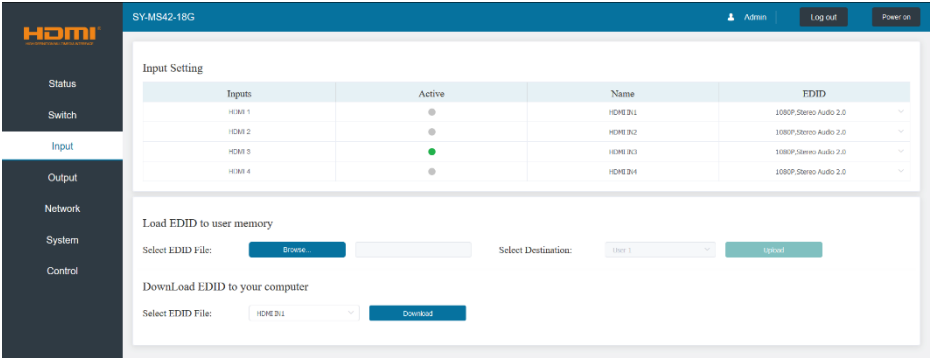 SY-MS42-18G Admin Log out Power on
HDMI
Status
Switch
Input
Output
Network
System
Control
Input Setting
Inputs Active Name EDID
HDMI 1 HDMI IN1 1080P,Stereo Audio 2.0
HDMI 2 HDMI IN2 1080P,Stereo Audio 2.0
HDMI 3 HDMI IN3 1080P,Stereo Audio 2.0
HDMI 4 HDMI IN4 1080P,Stereo Audio 2.0
Load EDID to user memory
Select EDID File: Browse... Select Destination: User 1 Upload
DownLoad EDID to your computer
Select EDID File: HDMI IN1 Download